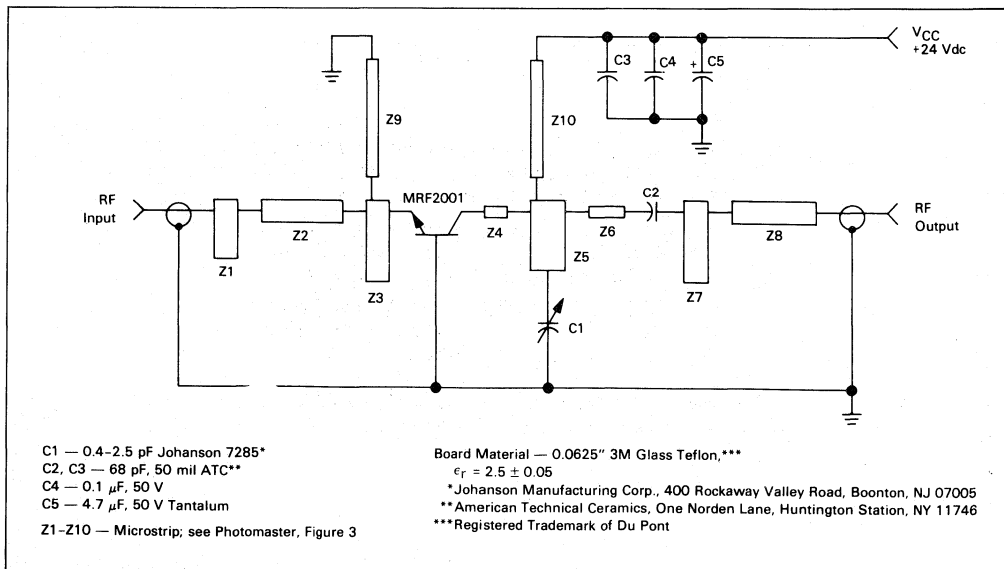 VCC
+24 Vdc
C3
C4
+
C5
Z9
Z10
RF
Input
MRF2001
C2
RF
Output
Z1
Z2
Z3
Z4
Z5
Z6
Z7
Z8
C1
C1 — 0.4–2.5 pF Johanson 7285*
C2, C3 — 68 pF, 50 mil ATC**
C4 — 0.1 μF, 50 V
C5 — 4.7 μF, 50 V Tantalum
Z1–Z10 — Microstrip; see Photomaster, Figure 3
Board Material — 0.0625″ 3M Glass Teflon,***
εr = 2.5 ± 0.05
*Johanson Manufacturing Corp., 400 Rockaway Valley Road, Boonton, NJ 07005
**American Technical Ceramics, One Norden Lane, Huntington Station, NY 11746
***Registered Trademark of Du Pont